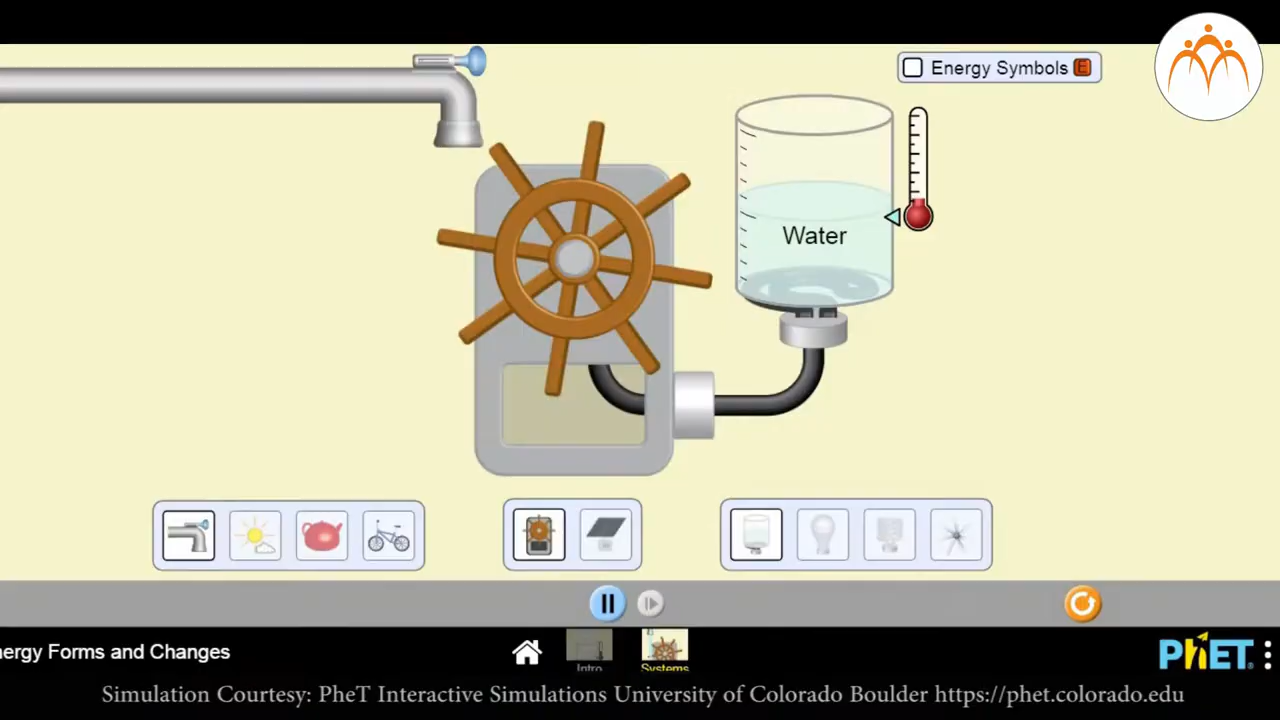 Energy Symbols E
Water
nergy Forms and Changes
Intro
Systems
PhET
Simulation Courtesy: PheT Interactive Simulations University of Colorado Boulder https://phet.colorado.edu